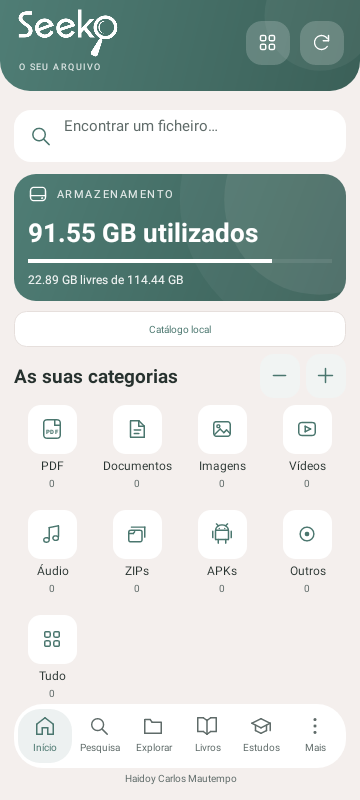 Seeko
O SEU ARQUIVO
Encontrar um ficheiro...
ARMAZENAMENTO
91.55 GB utilizados
22.89 GB livres de 114.44 GB
Catálogo local
As suas categorias
PDF
PDF Documentos Imagens Vídeos
0 0 0 0
Áudio ZIPs APKs Outros
0 0 0 0
Tudo
0
Início Pesquisa Explorar Livros Estudos Mais
Haidoy Carlos Mautempo